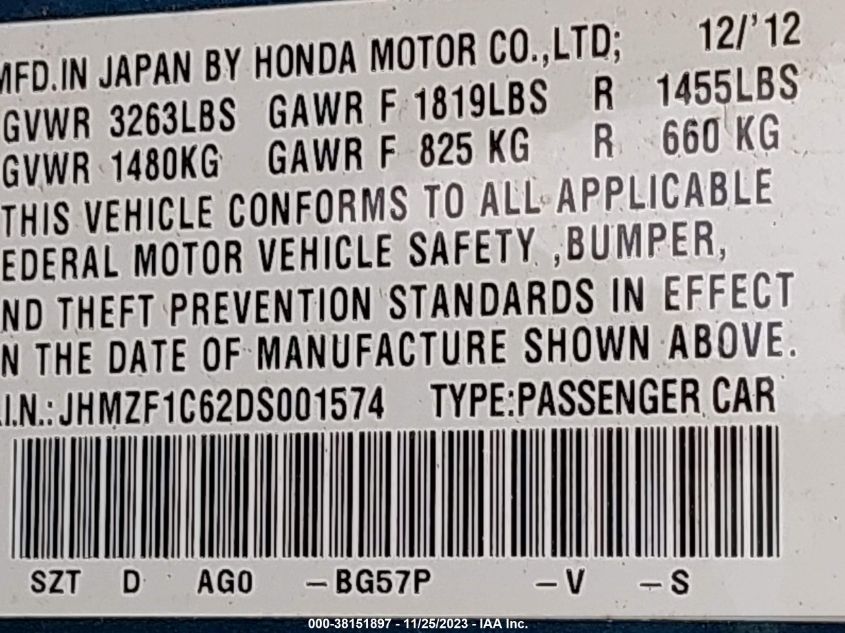 MFD.IN JAPAN BY HONDA MOTOR CO.,LTD; 12/'12
GVWR 3263LBS GAWR F 1819LBS R 1455LBS
GVWR 1480KG GAWR F 825 KG R 660 KG
THIS VEHICLE CONFORMS TO ALL APPLICABLE
EDERAL MOTOR VEHICLE SAFETY ,BUMPER,
ND THEFT PREVENTION STANDARDS IN EFFECT
N THE DATE OF MANUFACTURE SHOWN ABOVE.
.I.N.:JHMZF1C62DS001574 TYPE:PASSENGER CAR
SZT D AG0 -BG57P -V -S
000-38151897 - 11/25/2023 - IAA Inc.